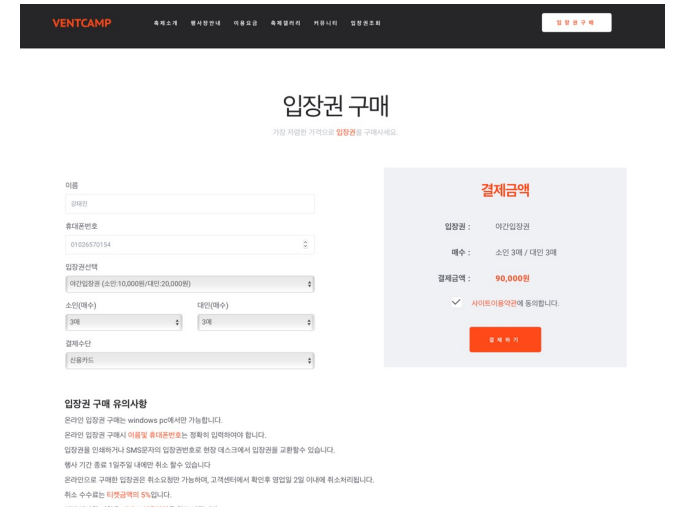 VENTCAMP 축제소개 행사장안내 이용요금 축제갤러리 커뮤니티 입장권조회 입장권구매
입장권 구매
가장 저렴한 가격으로 입장권을 구매하세요.
이름
강태인
휴대폰번호
01026570154
입장권선택
야간입장권 (소인:10,000원/대인:20,000원)
소인(매수) 대인(매수)
3매 3매
결제수단
신용카드
결제금액
입장권 : 야간입장권
매수 : 소인 3매 / 대인 3매
결제금액 : 90,000원
사이트이용약관에 동의합니다.
결제하기
입장권 구매 유의사항
온라인 입장권 구매는 windows pc에서만 가능합니다.
온라인 입장권 구매시 이름및 휴대폰번호는 정확히 입력하여야 합니다.
입장권을 인쇄하거나 SMS문자의 입장권번호로 현장 데스크에서 입장권을 교환할수 있습니다.
행사 기간 종료 1일주일 내에만 취소 할수 있습니다
온라인으로 구매한 입장권은 취소요청만 가능하며, 고객센터에서 확인후 영업일 2일 이내에 취소처리됩니다.
취소 수수료는 티켓금액의 5%입니다.